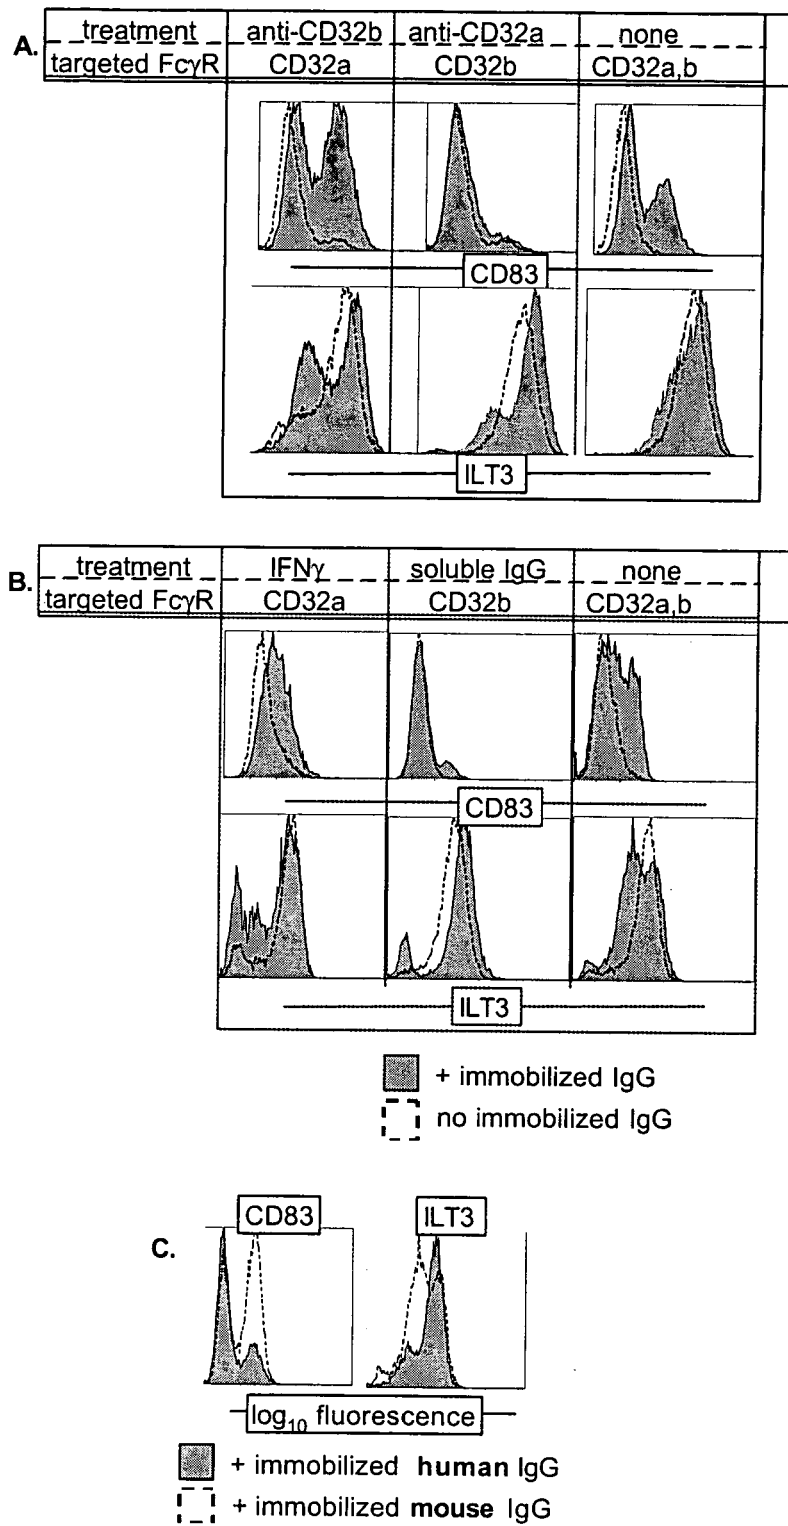 A.
treatment anti-CD32b anti-CD32a none
targeted FcγR CD32a CD32b CD32a,b
CD83
ILT3
B.
treatment IFNγ soluble IgG none
targeted FcγR CD32a CD32b CD32a,b
CD83
ILT3
+ immobilized IgG
no immobilized IgG
C.
CD83 ILT3
log10 fluorescence
+ immobilized human IgG
+ immobilized mouse IgG